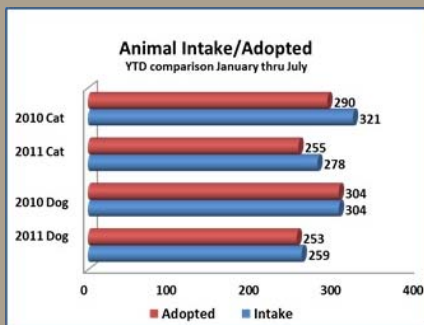 Animal Intake/Adopted
YTD comparison January thru July
2010 Cat
290
321
2011 Cat
255
278
2010 Dog
304
304
2011 Dog
253
259
0 100 200 300 400
Adopted Intake